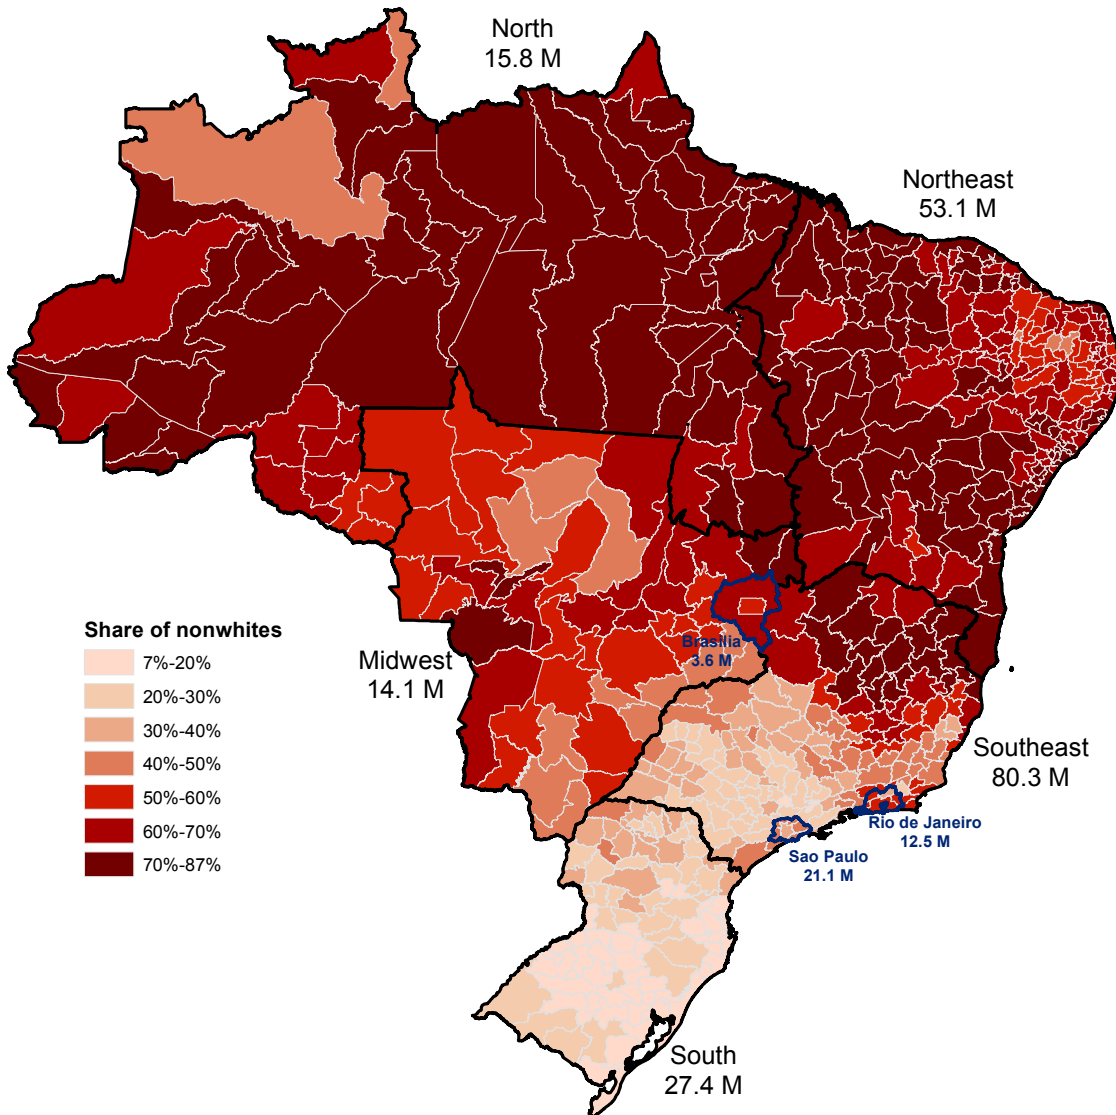 North
15.8 M
Northeast
53.1 M
Share of nonwhites
7%-20%
20%-30%
30%-40%
40%-50%
50%-60%
60%-70%
70%-87%
Midwest
14.1 M
Brasilia
3.6 M
Southeast
80.3 M
Rio de Janeiro
12.5 M
Sao Paulo
21.1 M
South
27.4 M